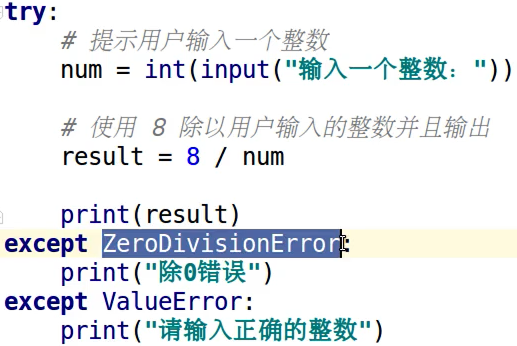 try:
# 提示用户输入一个整数
num = int(input("输入一个整数："))
# 使用 8 除以用户输入的整数并且输出
result = 8 / num
print(result)
except ZeroDivisionError:
print("除0错误")
except ValueError:
print("请输入正确的整数")